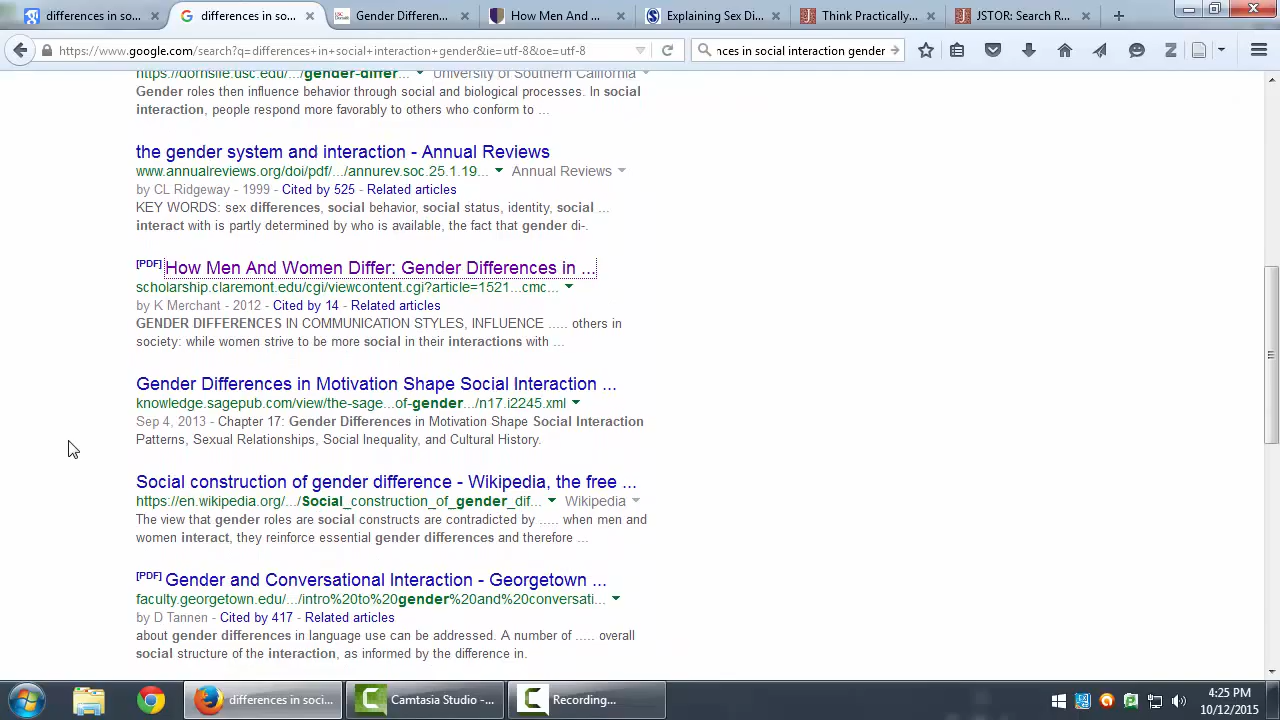 differences in so...
differences in so...
Gender Differen...
How Men And ...
Explaining Sex Di...
Think Practically...
JSTOR: Search R...
https://www.google.com/search?q=differences+in+social+interaction+gender&ie=utf-8&oe=utf-8
nces in social interaction gender
https://dornsife.usc.edu/.../gender-differ... University of Southern California
Gender roles then influence behavior through social and biological processes. In social
interaction, people respond more favorably to others who conform to ...
the gender system and interaction - Annual Reviews
www.annualreviews.org/doi/pdf/.../annurev.soc.25.1.19... Annual Reviews
by CL Ridgeway - 1999 - Cited by 525 - Related articles
KEY WORDS: sex differences, social behavior, social status, identity, social ...
interact with is partly determined by who is available, the fact that gender di-.
[PDF] How Men And Women Differ: Gender Differences in ...
scholarship.claremont.edu/cgi/viewcontent.cgi?article=1521...cmc...
by K Merchant - 2012 - Cited by 14 - Related articles
GENDER DIFFERENCES IN COMMUNICATION STYLES, INFLUENCE ..... others in
society: while women strive to be more social in their interactions with ...
Gender Differences in Motivation Shape Social Interaction ...
knowledge.sagepub.com/view/the-sage...of-gender.../n17.i2245.xml
Sep 4, 2013 - Chapter 17: Gender Differences in Motivation Shape Social Interaction
Patterns, Sexual Relationships, Social Inequality, and Cultural History.
Social construction of gender difference - Wikipedia, the free ...
https://en.wikipedia.org/.../Social_construction_of_gender_dif... Wikipedia
The view that gender roles are social constructs are contradicted by ..... when men and
women interact, they reinforce essential gender differences and therefore ...
[PDF] Gender and Conversational Interaction - Georgetown ...
faculty.georgetown.edu/.../intro%20to%20gender%20and%20conversati...
by D Tannen - Cited by 417 - Related articles
about gender differences in language use can be addressed. A number of ..... overall
social structure of the interaction, as informed by the difference in.
differences in soci...
Camtasia Studio -...
Recording...
4:25 PM
10/12/2015